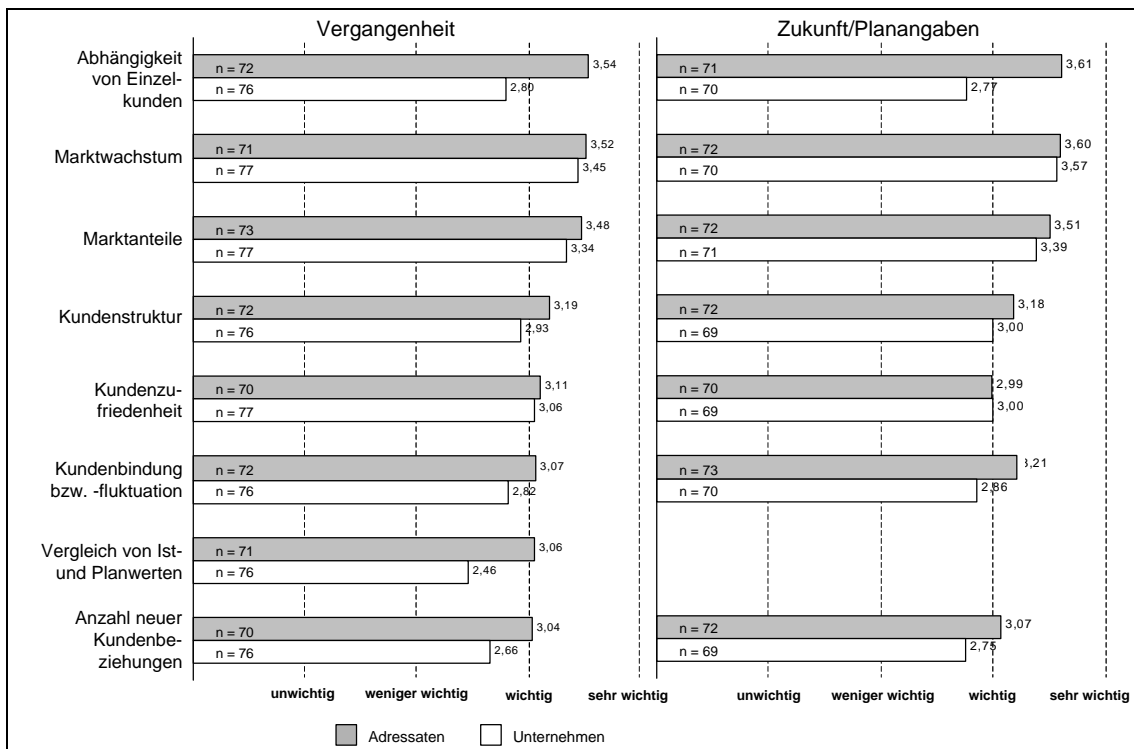 Vergangenheit
Zukunft/Planangaben
Abhängigkeit
von Einzel-
kunden
n = 72
3,54
n = 76
2,80
n = 71
3,61
n = 70
2,77
Marktwachstum
n = 71
3,52
n = 77
3,45
n = 72
3,60
n = 70
3,57
Marktanteile
n = 73
3,48
n = 77
3,34
n = 72
3,51
n = 71
3,39
Kundenstruktur
n = 72
3,19
n = 76
2,93
n = 72
3,18
n = 69
3,00
Kundenzu-
friedenheit
n = 70
3,11
n = 77
3,06
n = 70
2,99
n = 69
3,00
Kundenbindung
bzw. -fluktuation
n = 72
3,07
n = 76
2,82
n = 73
3,21
n = 70
2,86
Vergleich von Ist-
und Planwerten
n = 71
3,06
n = 76
2,46
Anzahl neuer
Kundenbe-
ziehungen
n = 70
3,04
n = 76
2,66
n = 72
3,07
n = 69
2,75
unwichtig
weniger wichtig
wichtig
sehr wichtig
unwichtig
weniger wichtig
wichtig
sehr wichtig
Adressaten
Unternehmen